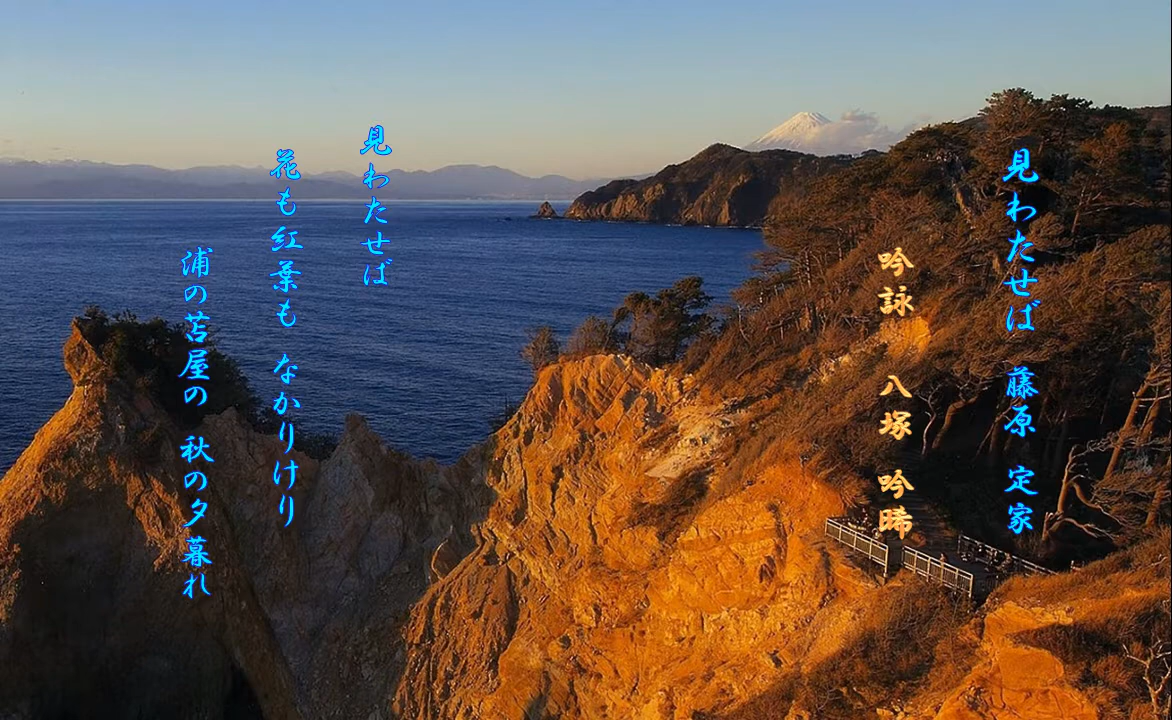 見わたせば　藤原　定家
吟詠　八塚　吟晞
見わたせば
花も紅葉も　なかりけり
浦の苫屋の　秋の夕暮れ